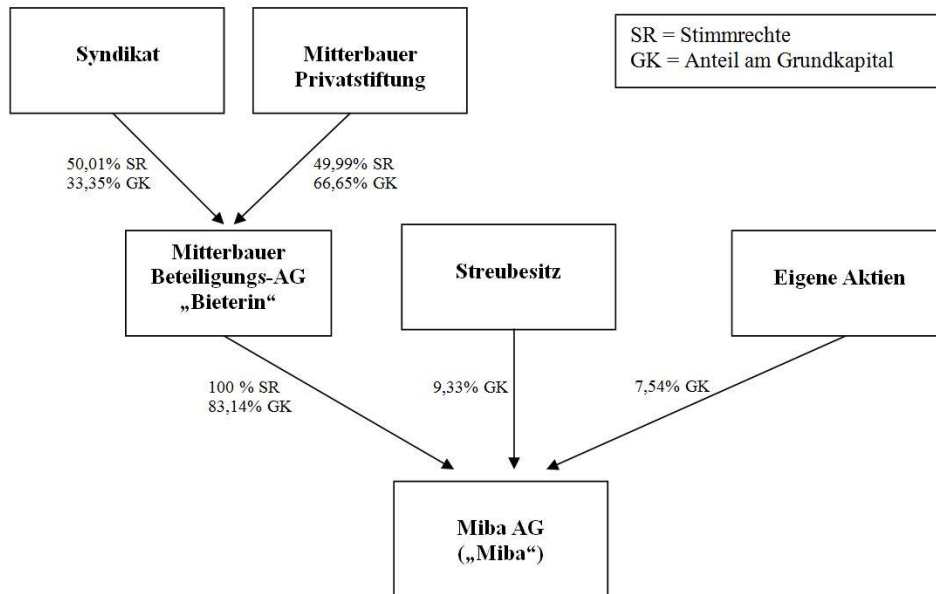 Syndikat
Mitterbauer
Privatstiftung
SR = Stimmrechte
GK = Anteil am Grundkapital
50,01% SR
33,35% GK
49,99% SR
66,65% GK
Mitterbauer
Beteiligungs-AG
„Bieterin“
Streubesitz
Eigene Aktien
100 % SR
83,14% GK
9,33% GK
7,54% GK
Miba AG
(„Miba“)